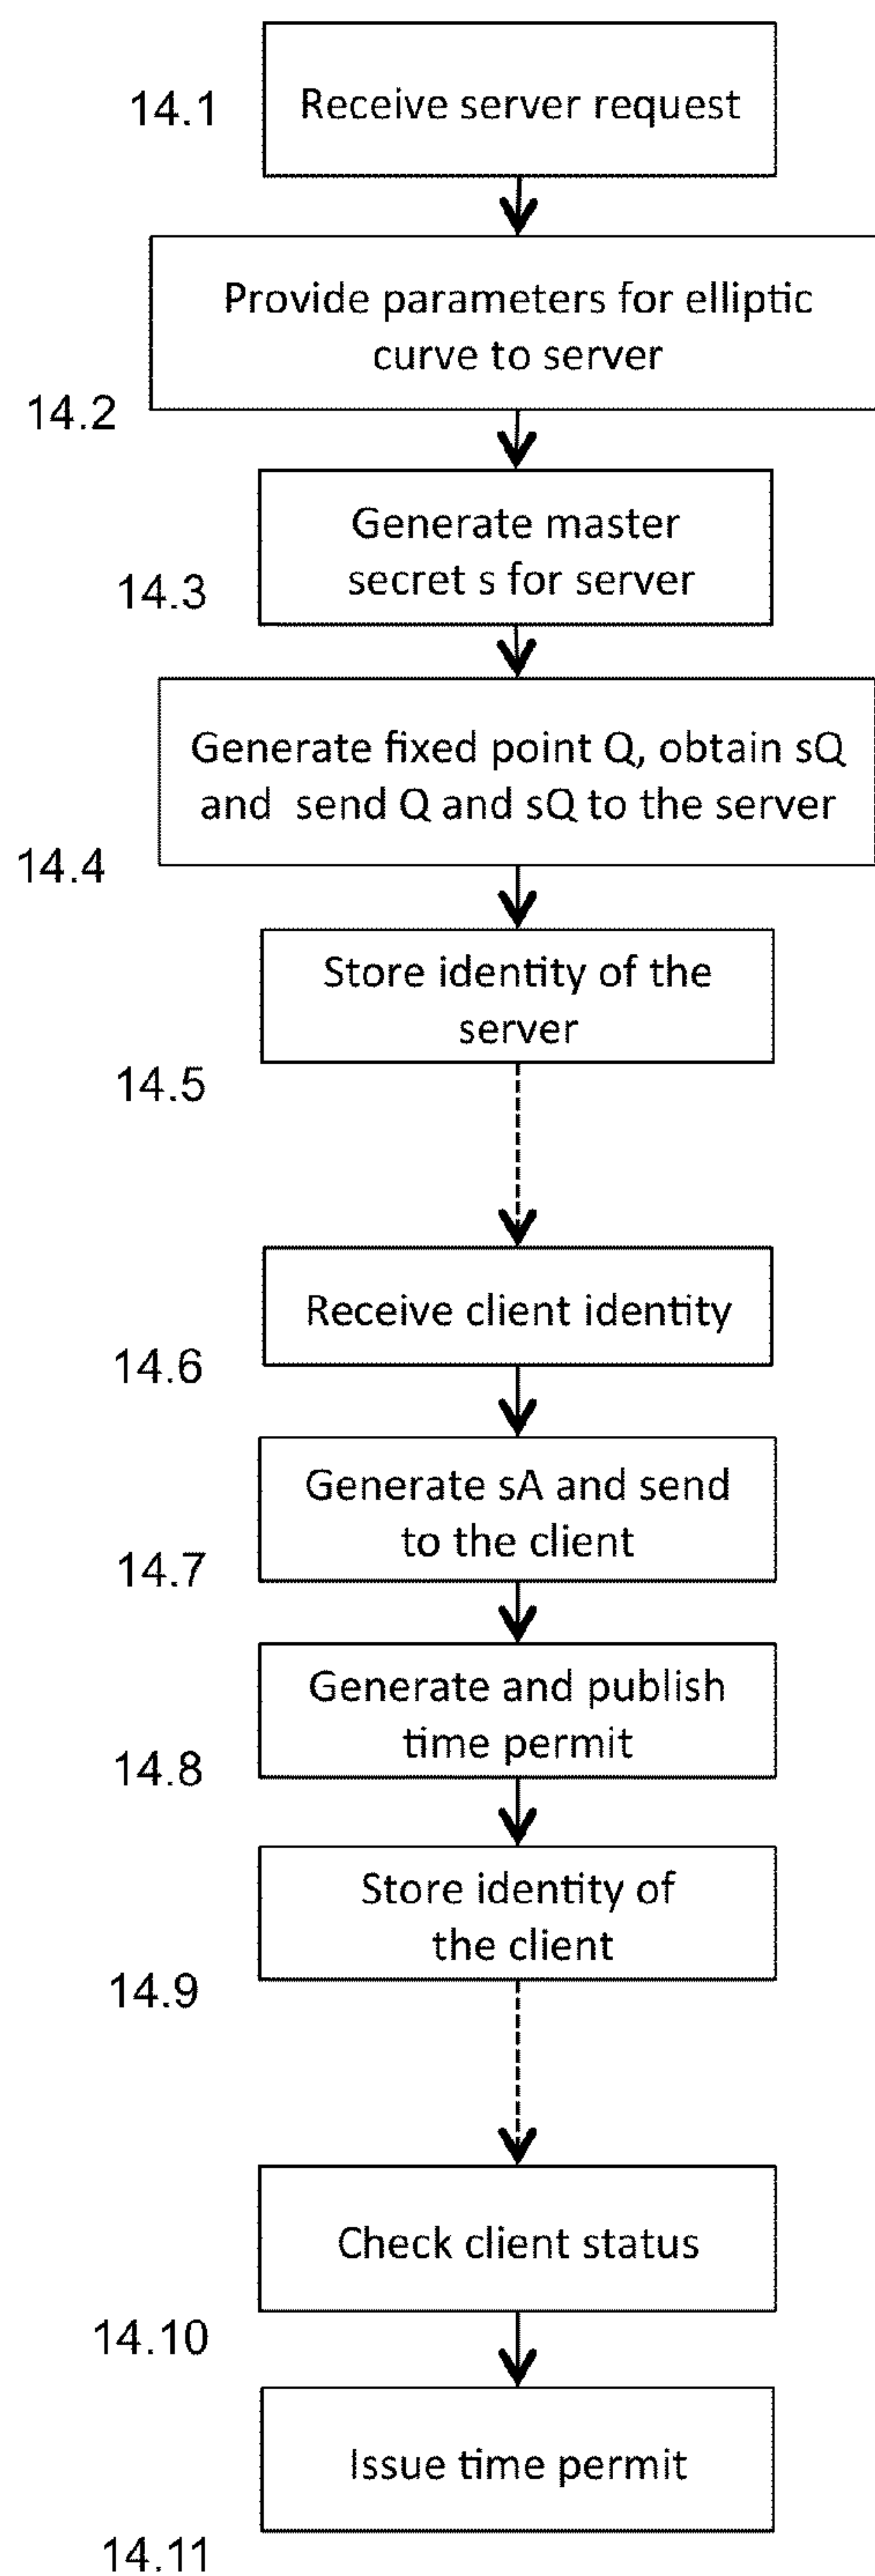 14.1
Receive server request
Provide parameters for elliptic
curve to server
14.2
Generate master
secret s for server
14.3
Generate fixed point Q, obtain sQ
and send Q and sQ to the server
14.4
Store identity of the
server
14.5
Receive client identity
14.6
Generate sA and send
to the client
14.7
Generate and publish
time permit
14.8
Store identity of
the client
14.9
Check client status
14.10
Issue time permit
14.11